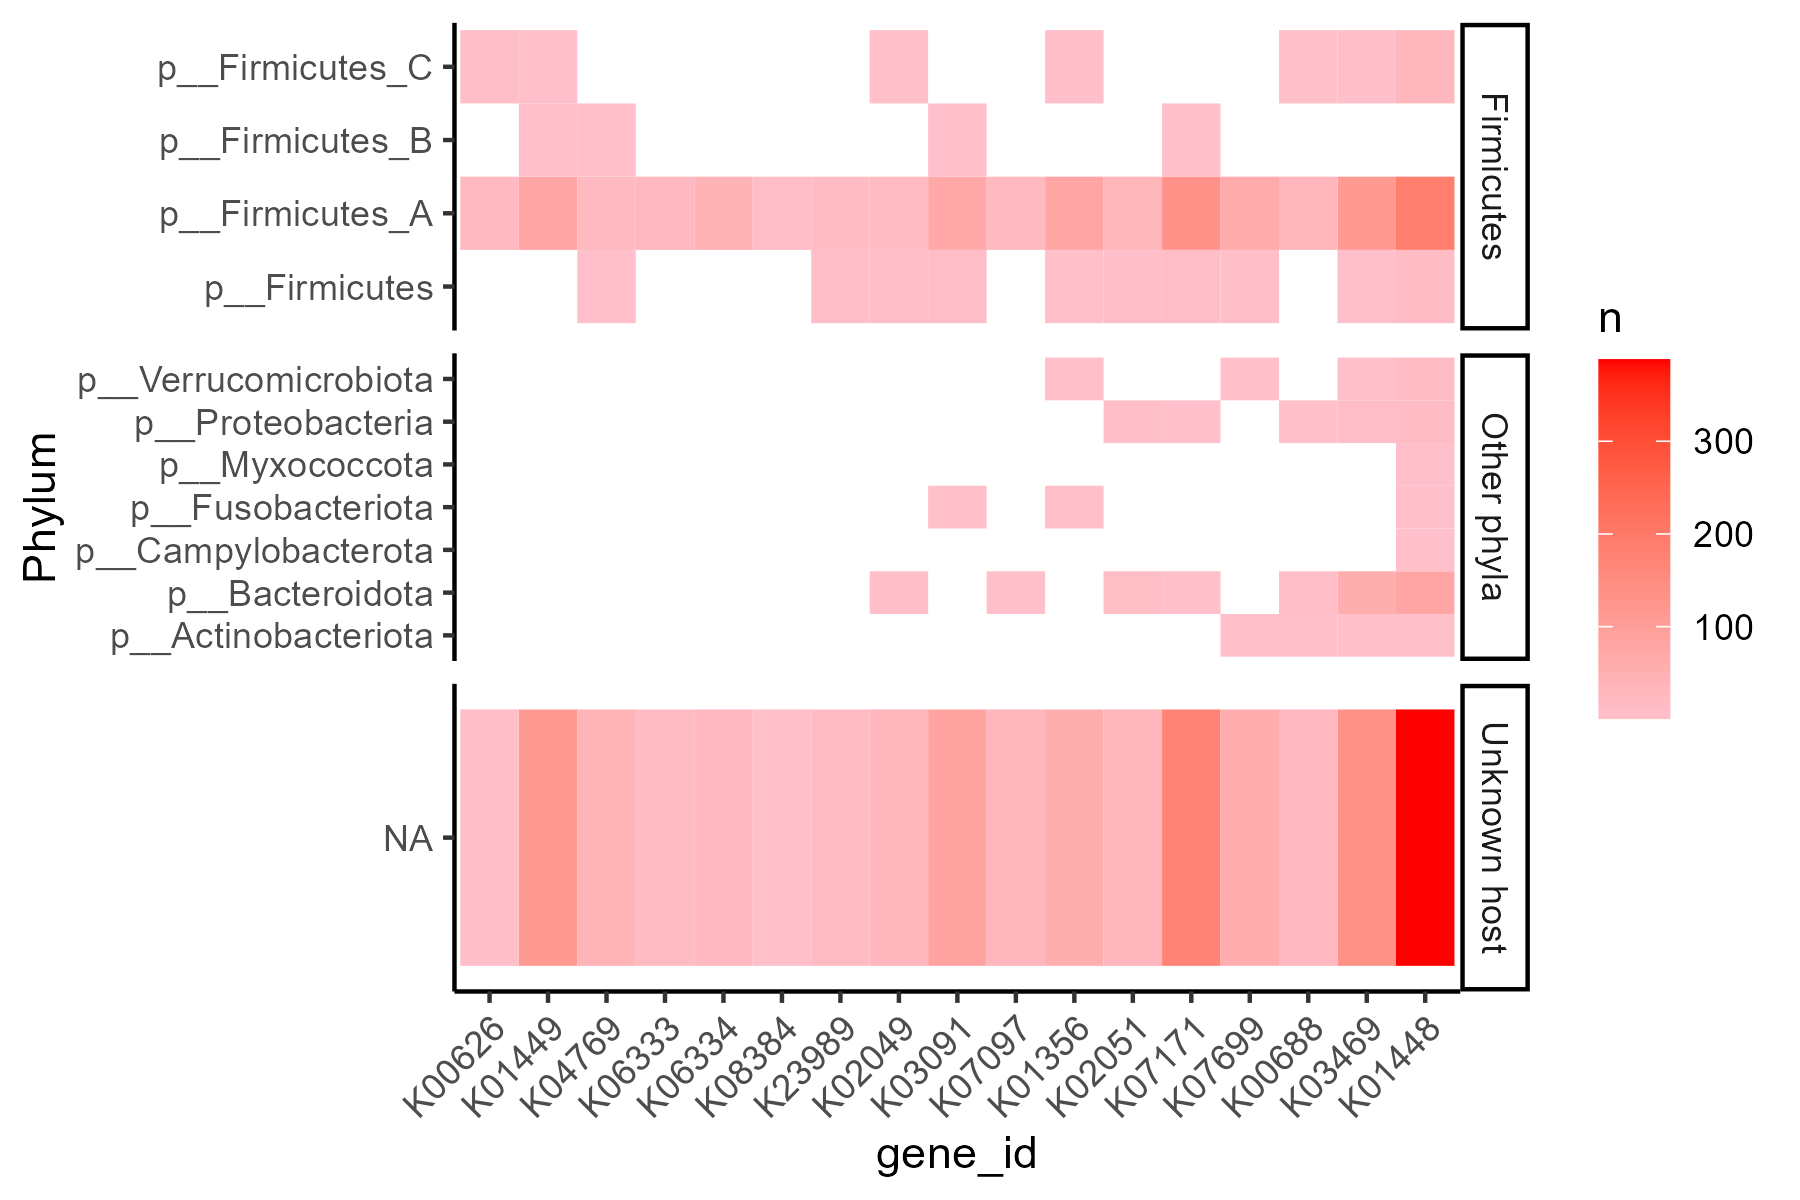 p__Firmicutes_C
p__Firmicutes_B
p__Firmicutes_A
p__Firmicutes
Firmicutes
p__Verrucomicrobiota
p__Proteobacteria
p__Myxococcota
p__Fusobacteriota
p__Campylobacterota
p__Bacteroidota
p__Actinobacteriota
Other phyla
NA
Unknown host
Phylum
K00626
K01449
K04769
K06333
K06334
K08384
K23989
K02049
K03091
K07097
K01356
K02051
K07171
K07699
K00688
K03469
K01448
gene_id
n
300
200
100